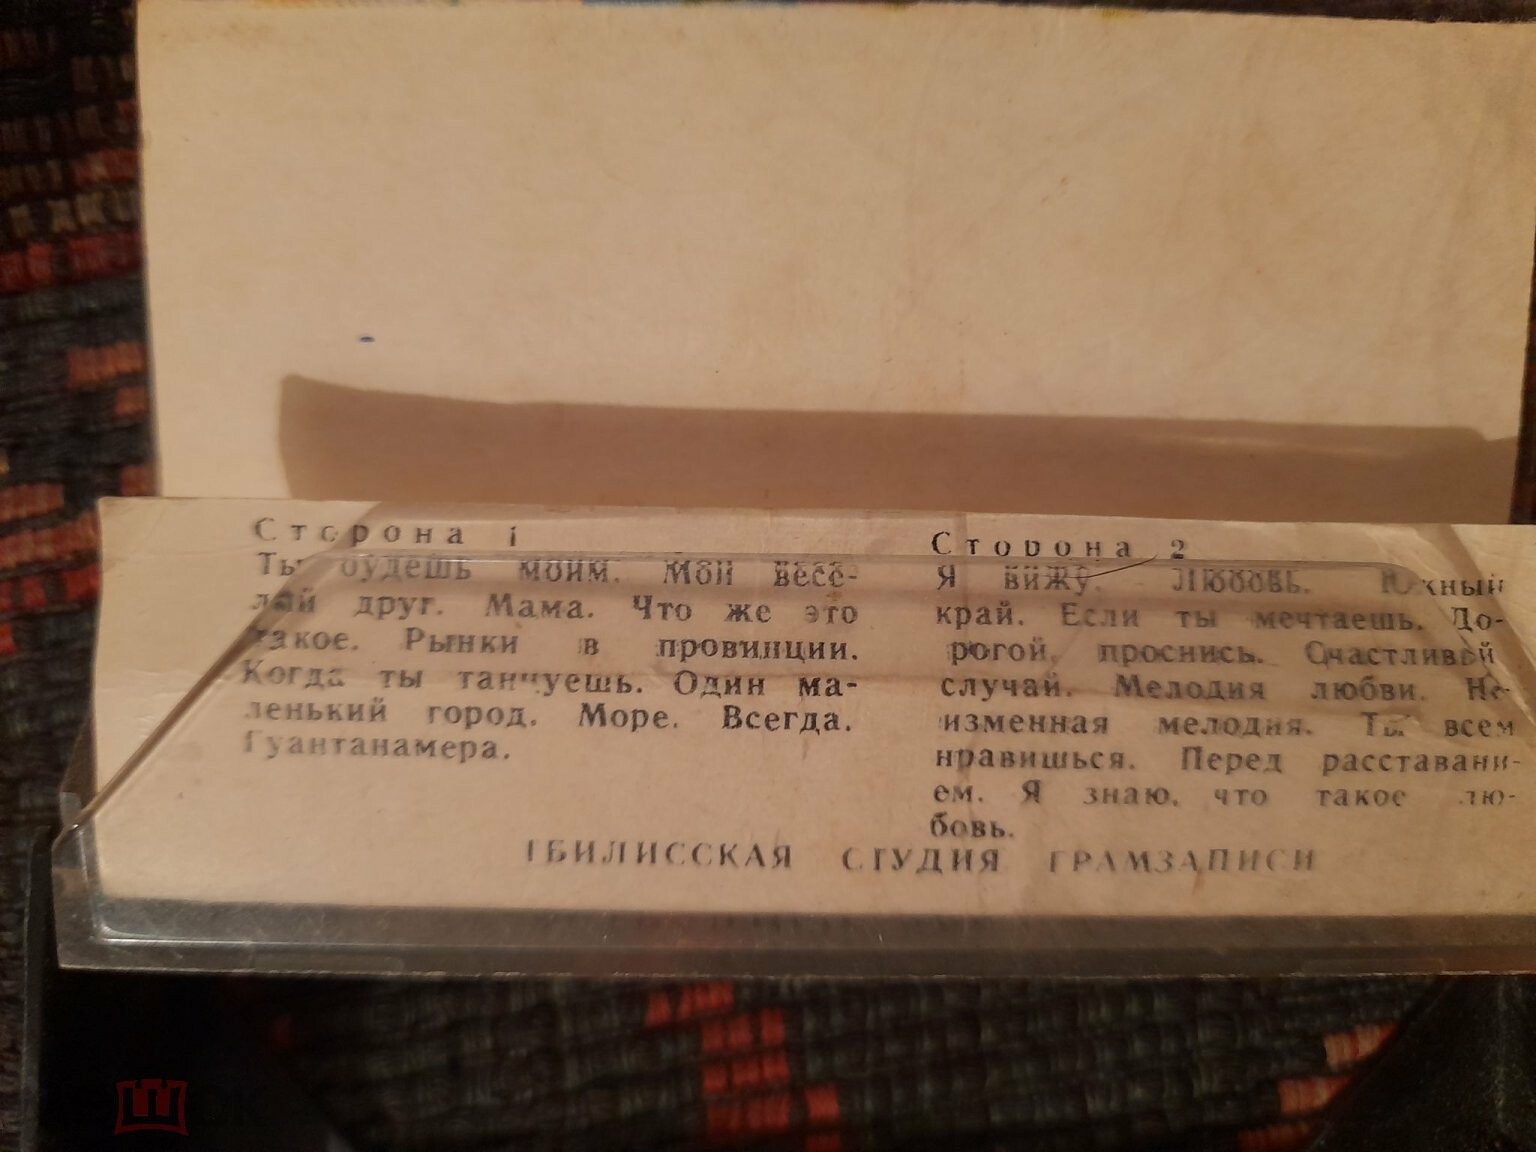 Сторона 1
Ты будешь моим. Мой весе-
лый друг. Мама. Что же это
такое. Рынки в провинции.
Когда ты танцуешь. Один ма-
ленький город. Море. Всегда.
Гуантанамера.
Сторона 2
Я вижу. Любовь. Южный
край. Если ты мечтаешь. До-
рогой, проснись. Счастливый
случай. Мелодия любви. Не-
изменная мелодия. Ты всем
нравишься. Перед расставани-
ем. Я знаю, что такое лю-
бовь.
ТБИЛИССКАЯ СТУДИЯ ГРАМЗАПИСИ